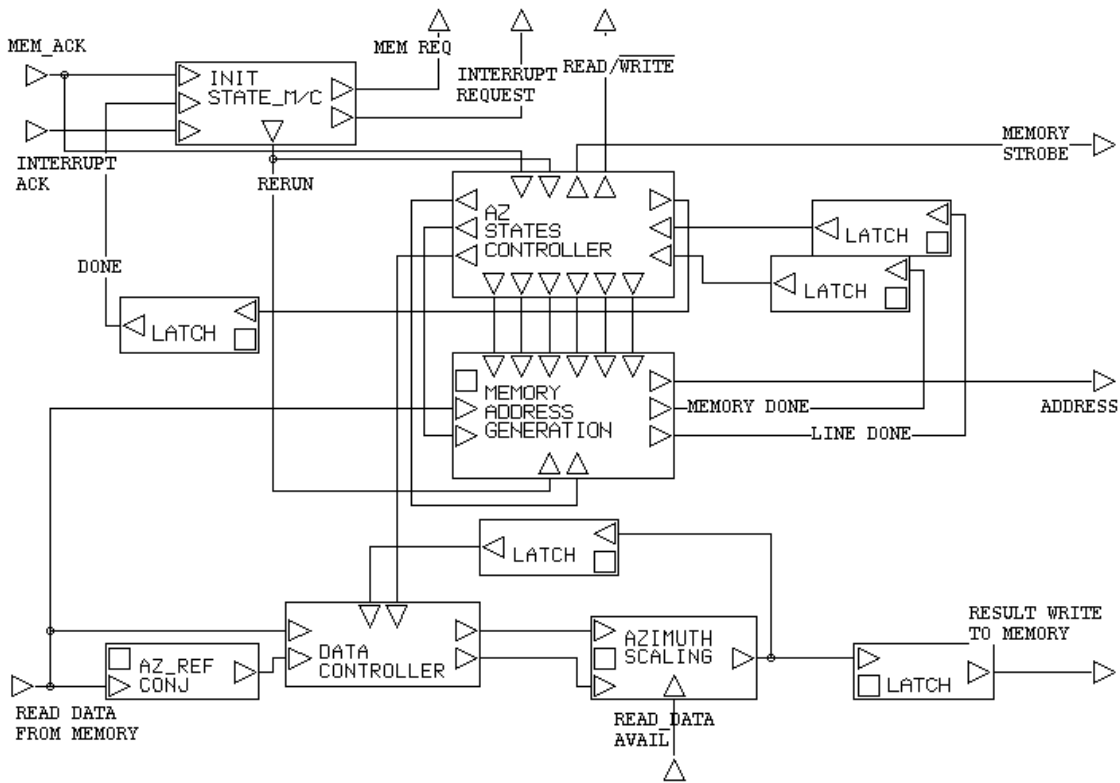 MEM_ACK
INIT
STATE_M/C
MEM REQ
INTERRUPT
REQUEST
READ/WRITE
MEMORY
STROBE
INTERRUPT
ACK
RERUN
AZ
STATES
CONTROLLER
LATCH
LATCH
DONE
LATCH
MEMORY
ADDRESS
GENERATION
MEMORY DONE
ADDRESS
LINE DONE
LATCH
RESULT WRITE
TO MEMORY
DATA
CONTROLLER
AZIMUTH
SCALING
AZ_REF
CONJ
LATCH
READ DATA
FROM MEMORY
READ_DATA
AVAIL